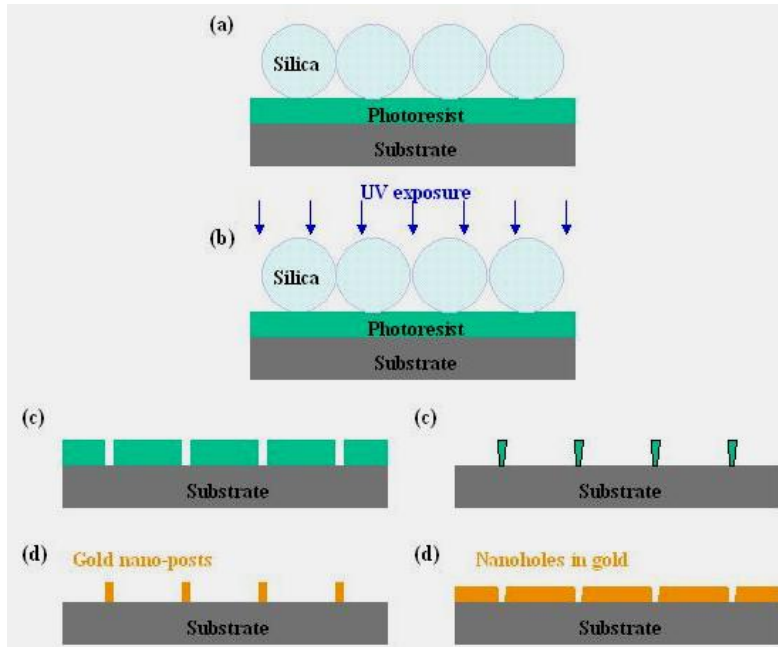 (a)
Silica
Photoresist
Substrate
UV exposure
(b)
Silica
Photoresist
Substrate
(c)
Substrate
(c)
Substrate
(d)
Gold nano-posts
Substrate
(d)
Nanoholes in gold
Substrate